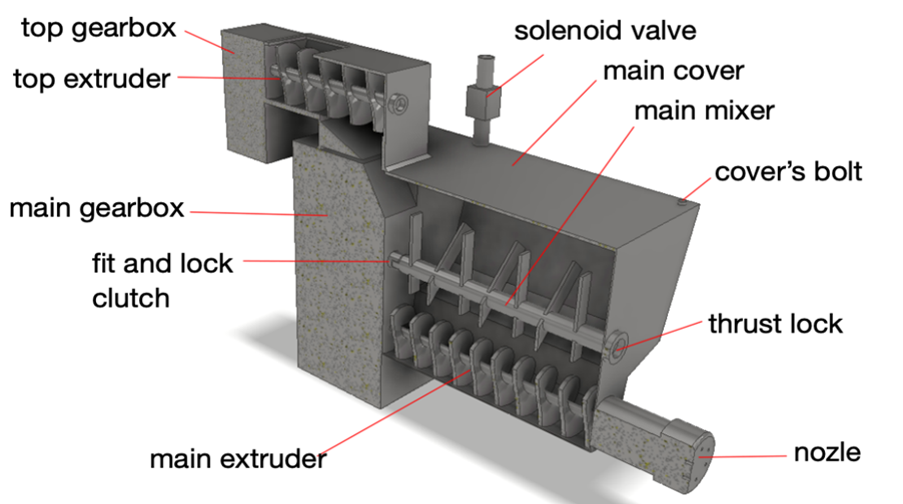 top gearbox
solenoid valve
main cover
top extruder
main mixer
cover's bolt
main gearbox
fit and lock
clutch
thrust lock
main extruder
nozle